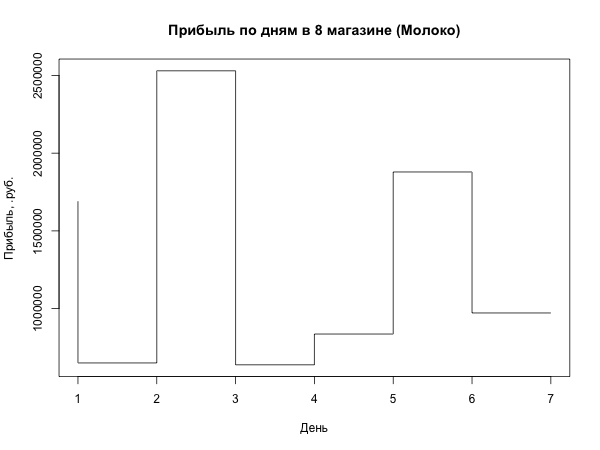 Прибыль по дням в 8 магазине (Молоко)
Прибыль, .руб.
2500000
2000000
1500000
1000000
1 2 3 4 5 6 7
День